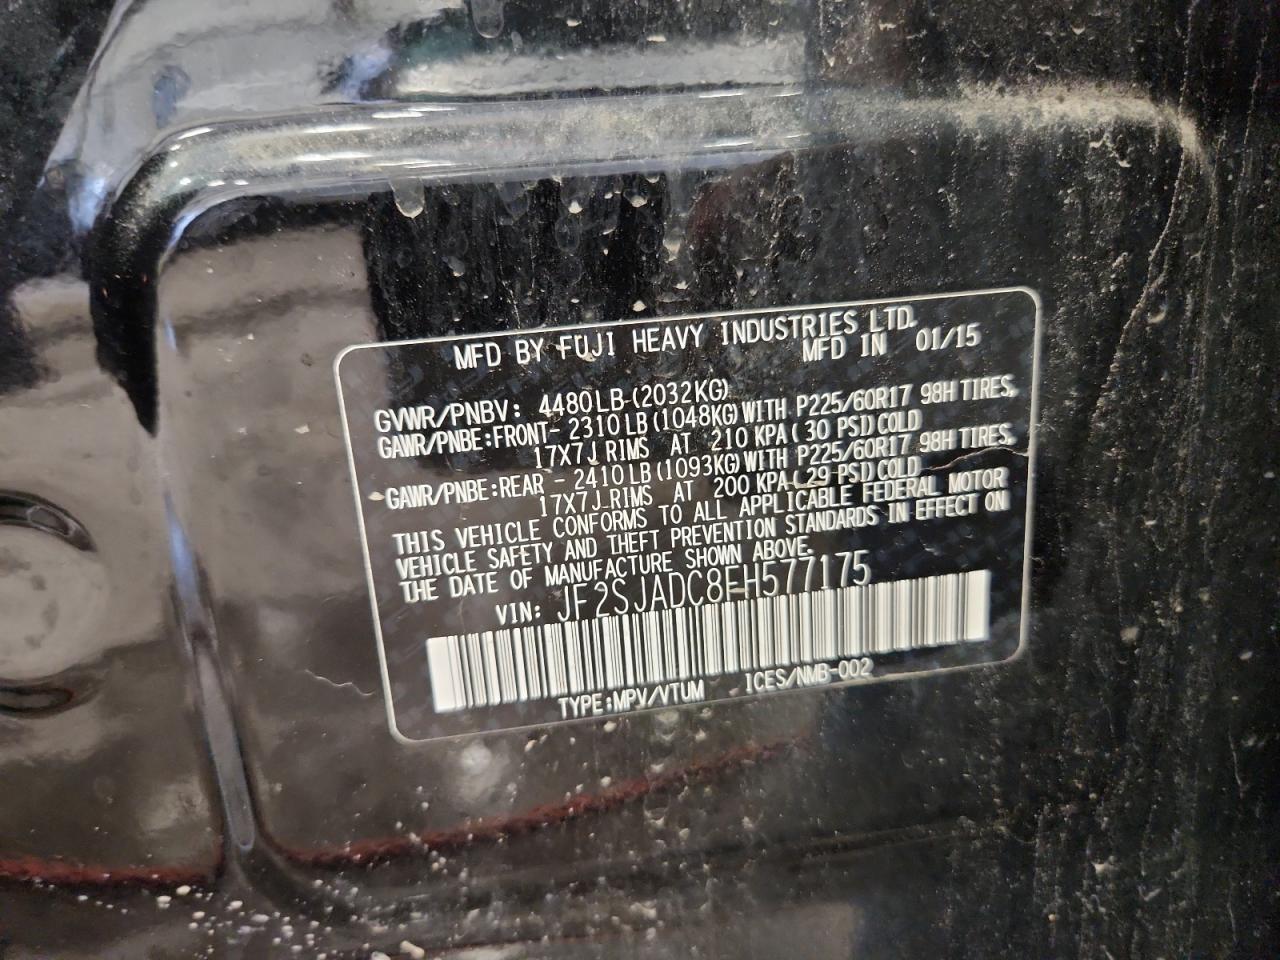 MFD BY FUJI HEAVY INDUSTRIES LTD.
MFD IN 01/15
GVWR/PNBV: 4480LB(2032KG)
GAWR/PNBE:FRONT- 2310LB(1048KG)WITH P225/60R17 98H TIRES,
17X7J RIMS AT 210 KPA(30 PSI)COLD
GAWR/PNBE:REAR - 2410LB(1093KG)WITH P225/60R17 98H TIRES,
17X7J RIMS AT 200 KPA(29 PSI)COLD
THIS VEHICLE CONFORMS TO ALL APPLICABLE FEDERAL MOTOR
VEHICLE SAFETY AND THEFT PREVENTION STANDARDS IN EFFECT ON
THE DATE OF MANUFACTURE SHOWN ABOVE.
VIN: JF2SJADC8FH577175
TYPE:MPV/VTUM ICES/NMB-002